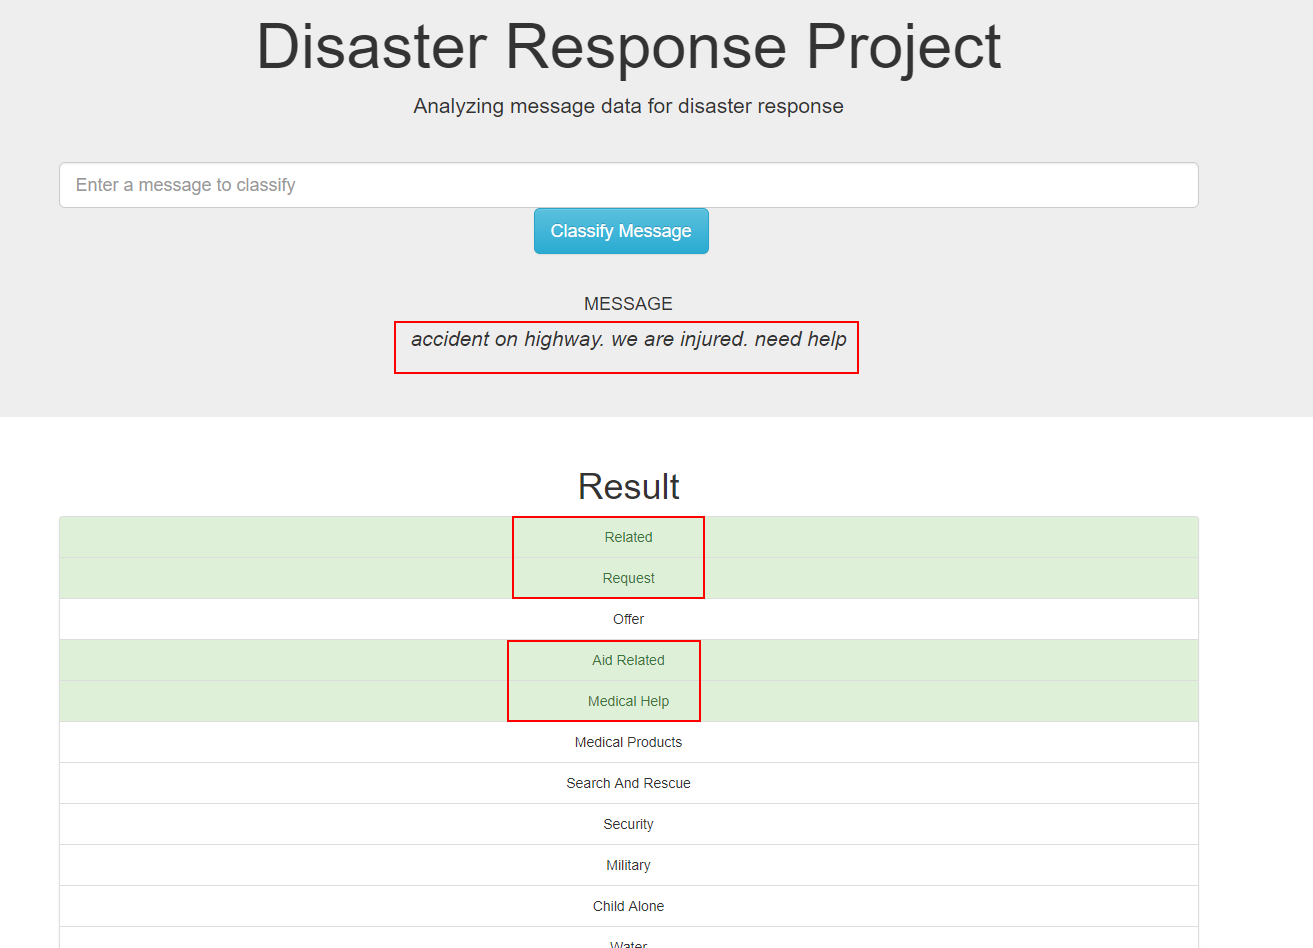 Disaster Response Project
Analyzing message data for disaster response
Enter a message to classify
Classify Message
MESSAGE
accident on highway. we are injured. need help
Result
Related
Request
Offer
Aid Related
Medical Help
Medical Products
Search And Rescue
Security
Military
Child Alone
Water